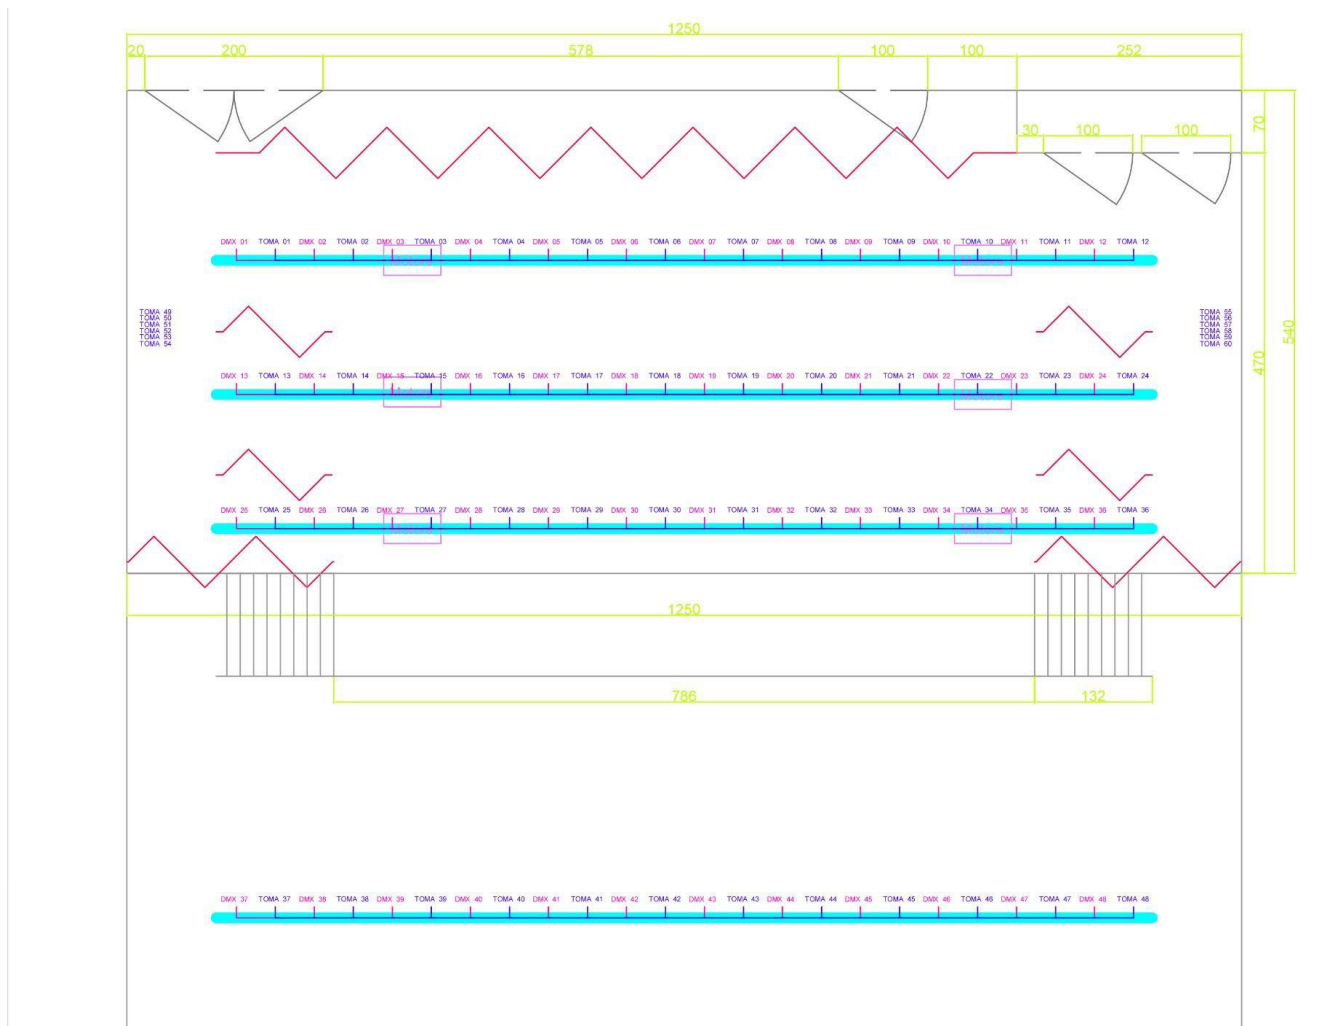 1250
20 200 578 100 100 252
70
30 100 100
DMX 01 TOMA 01 DMX 02 TOMA 02 DMX 03 TOMA 03 DMX 04 TOMA 04 DMX 05 TOMA 05 DMX 06 TOMA 06 DMX 07 TOMA 07 DMX 08 TOMA 08 DMX 09 TOMA 09 DMX 10 TOMA 10 DMX 11 TOMA 11 DMX 12 TOMA 12
TOMA 49
TOMA 50
TOMA 51
TOMA 52
TOMA 53
TOMA 54
TOMA 55
TOMA 56
TOMA 57
TOMA 58
TOMA 59
TOMA 60
540
470
DMX 13 TOMA 13 DMX 14 TOMA 14 DMX 15 TOMA 15 DMX 16 TOMA 16 DMX 17 TOMA 17 DMX 18 TOMA 18 DMX 19 TOMA 19 DMX 20 TOMA 20 DMX 21 TOMA 21 DMX 22 TOMA 22 DMX 23 TOMA 23 DMX 24 TOMA 24
DMX 25 TOMA 25 DMX 26 TOMA 26 DMX 27 TOMA 27 DMX 28 TOMA 28 DMX 29 TOMA 29 DMX 30 TOMA 30 DMX 31 TOMA 31 DMX 32 TOMA 32 DMX 33 TOMA 33 DMX 34 TOMA 34 DMX 35 TOMA 35 DMX 36 TOMA 36
1250
786 132
DMX 37 TOMA 37 DMX 38 TOMA 38 DMX 39 TOMA 39 DMX 40 TOMA 40 DMX 41 TOMA 41 DMX 42 TOMA 42 DMX 43 TOMA 43 DMX 44 TOMA 44 DMX 45 TOMA 45 DMX 46 TOMA 46 DMX 47 TOMA 47 DMX 48 TOMA 48